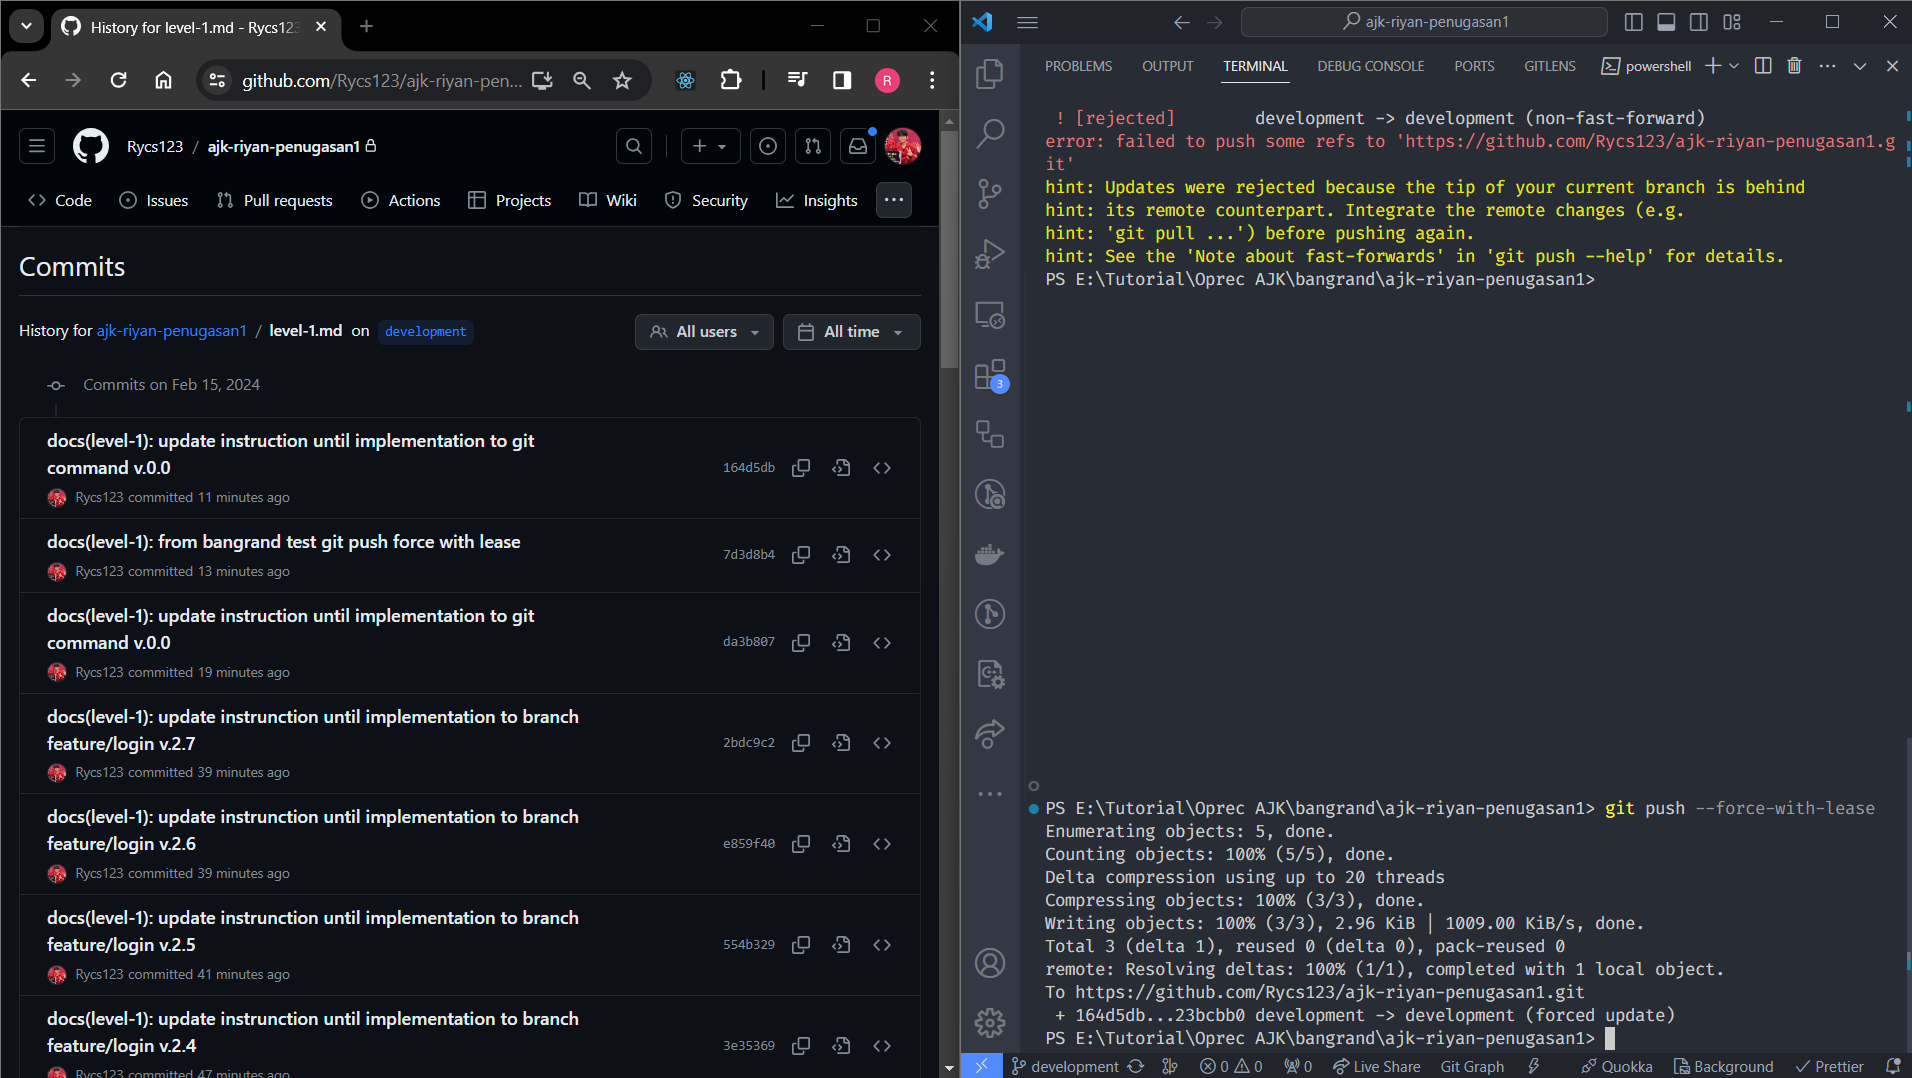 History for level-1.md - Rycs123
github.com/Rycs123/ajk-riyan-pen...
R
Rycs123 / ajk-riyan-penugasan1
Code
Issues
Pull requests
Actions
Projects
Wiki
Security
Insights
Commits
History for ajk-riyan-penugasan1 / level-1.md on development
All users
All time
Commits on Feb 15, 2024
docs(level-1): update instruction until implementation to git
command v.0.0
164d5db
Rycs123 committed 11 minutes ago
docs(level-1): from bangrand test git push force with lease
7d3d8b4
Rycs123 committed 13 minutes ago
docs(level-1): update instruction until implementation to git
command v.0.0
da3b807
Rycs123 committed 19 minutes ago
docs(level-1): update instrunction until implementation to branch
feature/login v.2.7
2bdc9c2
Rycs123 committed 39 minutes ago
docs(level-1): update instrunction until implementation to branch
feature/login v.2.6
e859f40
Rycs123 committed 39 minutes ago
docs(level-1): update instrunction until implementation to branch
feature/login v.2.5
554b329
Rycs123 committed 41 minutes ago
docs(level-1): update instrunction until implementation to branch
feature/login v.2.4
3e35369
Rycs123 committed 47 minutes ago
ajk-riyan-penugasan1
PROBLEMS
OUTPUT
TERMINAL
DEBUG CONSOLE
PORTS
GITLENS
powershell
3
! [rejected]        development -> development (non-fast-forward)
error: failed to push some refs to 'https://github.com/Rycs123/ajk-riyan-penugasan1.g
it'
hint: Updates were rejected because the tip of your current branch is behind
hint: its remote counterpart. Integrate the remote changes (e.g.
hint: 'git pull ...') before pushing again.
hint: See the 'Note about fast-forwards' in 'git push --help' for details.
PS E:\Tutorial\Oprec AJK\bangrand\ajk-riyan-penugasan1>
PS E:\Tutorial\Oprec AJK\bangrand\ajk-riyan-penugasan1> git push --force-with-lease
Enumerating objects: 5, done.
Counting objects: 100% (5/5), done.
Delta compression using up to 20 threads
Compressing objects: 100% (3/3), done.
Writing objects: 100% (3/3), 2.96 KiB | 1009.00 KiB/s, done.
Total 3 (delta 1), reused 0 (delta 0), pack-reused 0
remote: Resolving deltas: 100% (1/1), completed with 1 local object.
To https://github.com/Rycs123/ajk-riyan-penugasan1.git
+ 164d5db...23bcbb0 development -> development (forced update)
PS E:\Tutorial\Oprec AJK\bangrand\ajk-riyan-penugasan1>
development
0
0
0
Live Share
Git Graph
Quokka
Background
Prettier